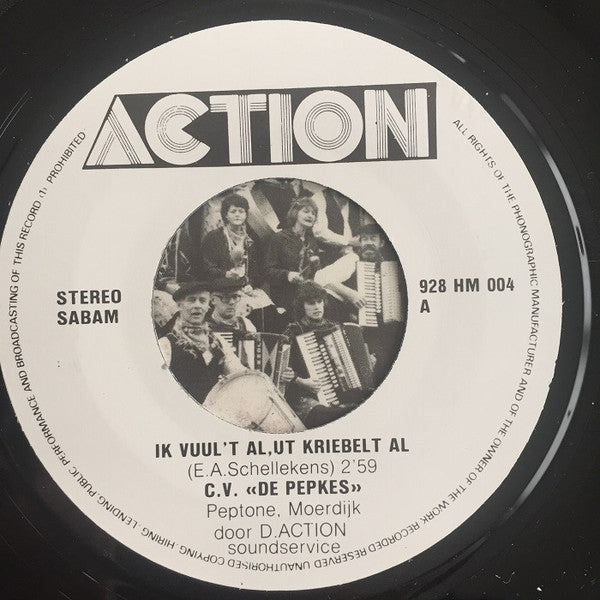 ACTION
STEREO
SABAM
928 HM 004
A
IK VUUL'T AL,UT KRIEBELT AL
(E.A.Schellekens) 2'59
C.V. «DE PEPKES»
Peptone, Moerdijk
door D.ACTION
soundservice
ALL RIGHTS OF THE PHONOGRAPHIC MANUFACTURER AND OF THE OWNER OF THE WORK RECORDED RESERVED UNAUTHORISED COPYING · HIRING · LENDING · PUBLIC PERFORMANCE AND BROADCASTING OF THIS RECORD (1) PROHIBITED